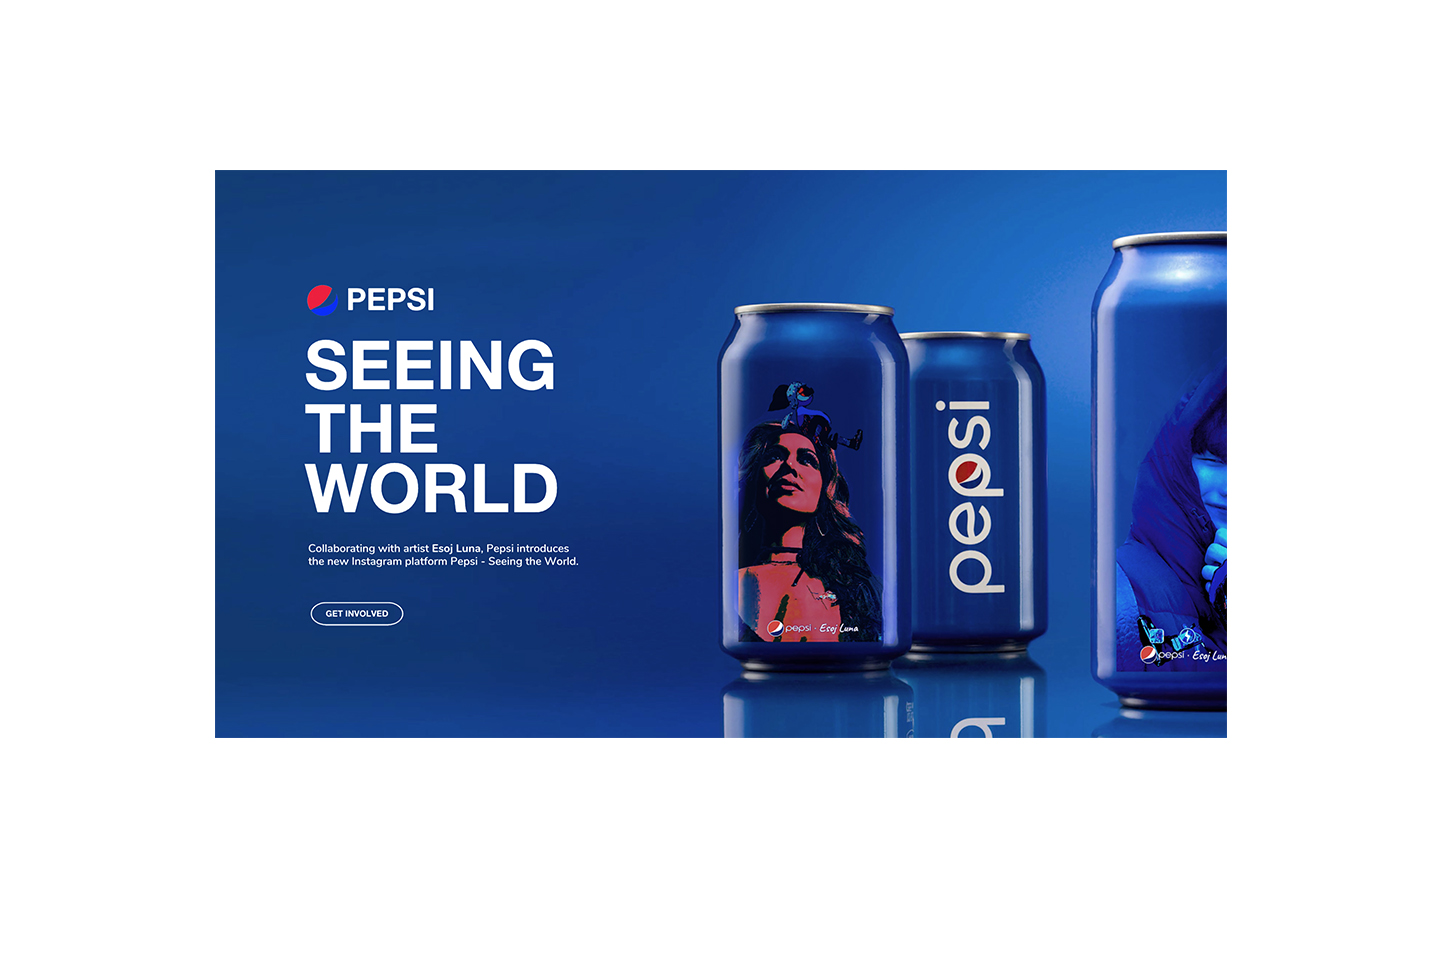 PEPSI
SEEING
THE
WORLD
Collaborating with artist Esoj Luna, Pepsi introduces
the new Instagram platform Pepsi - Seeing the World.
GET INVOLVED
pepsi · Esoj Luna
pepsi
pepsi · Esoj Lun